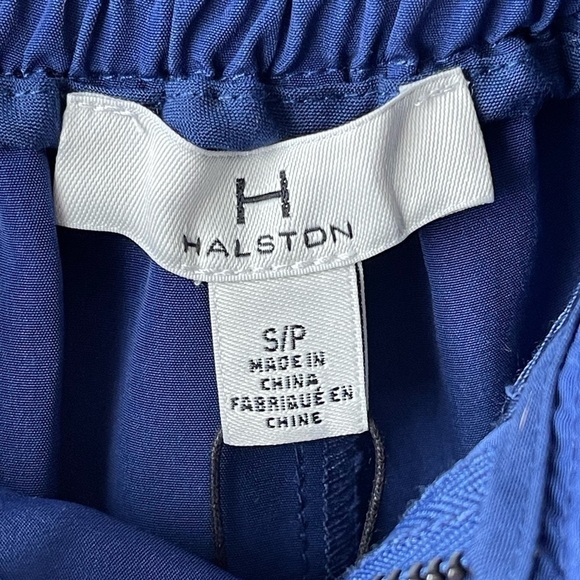 H
HALSTON
S/P
MADE IN
CHINA
FABRIQUÉ EN
CHINE